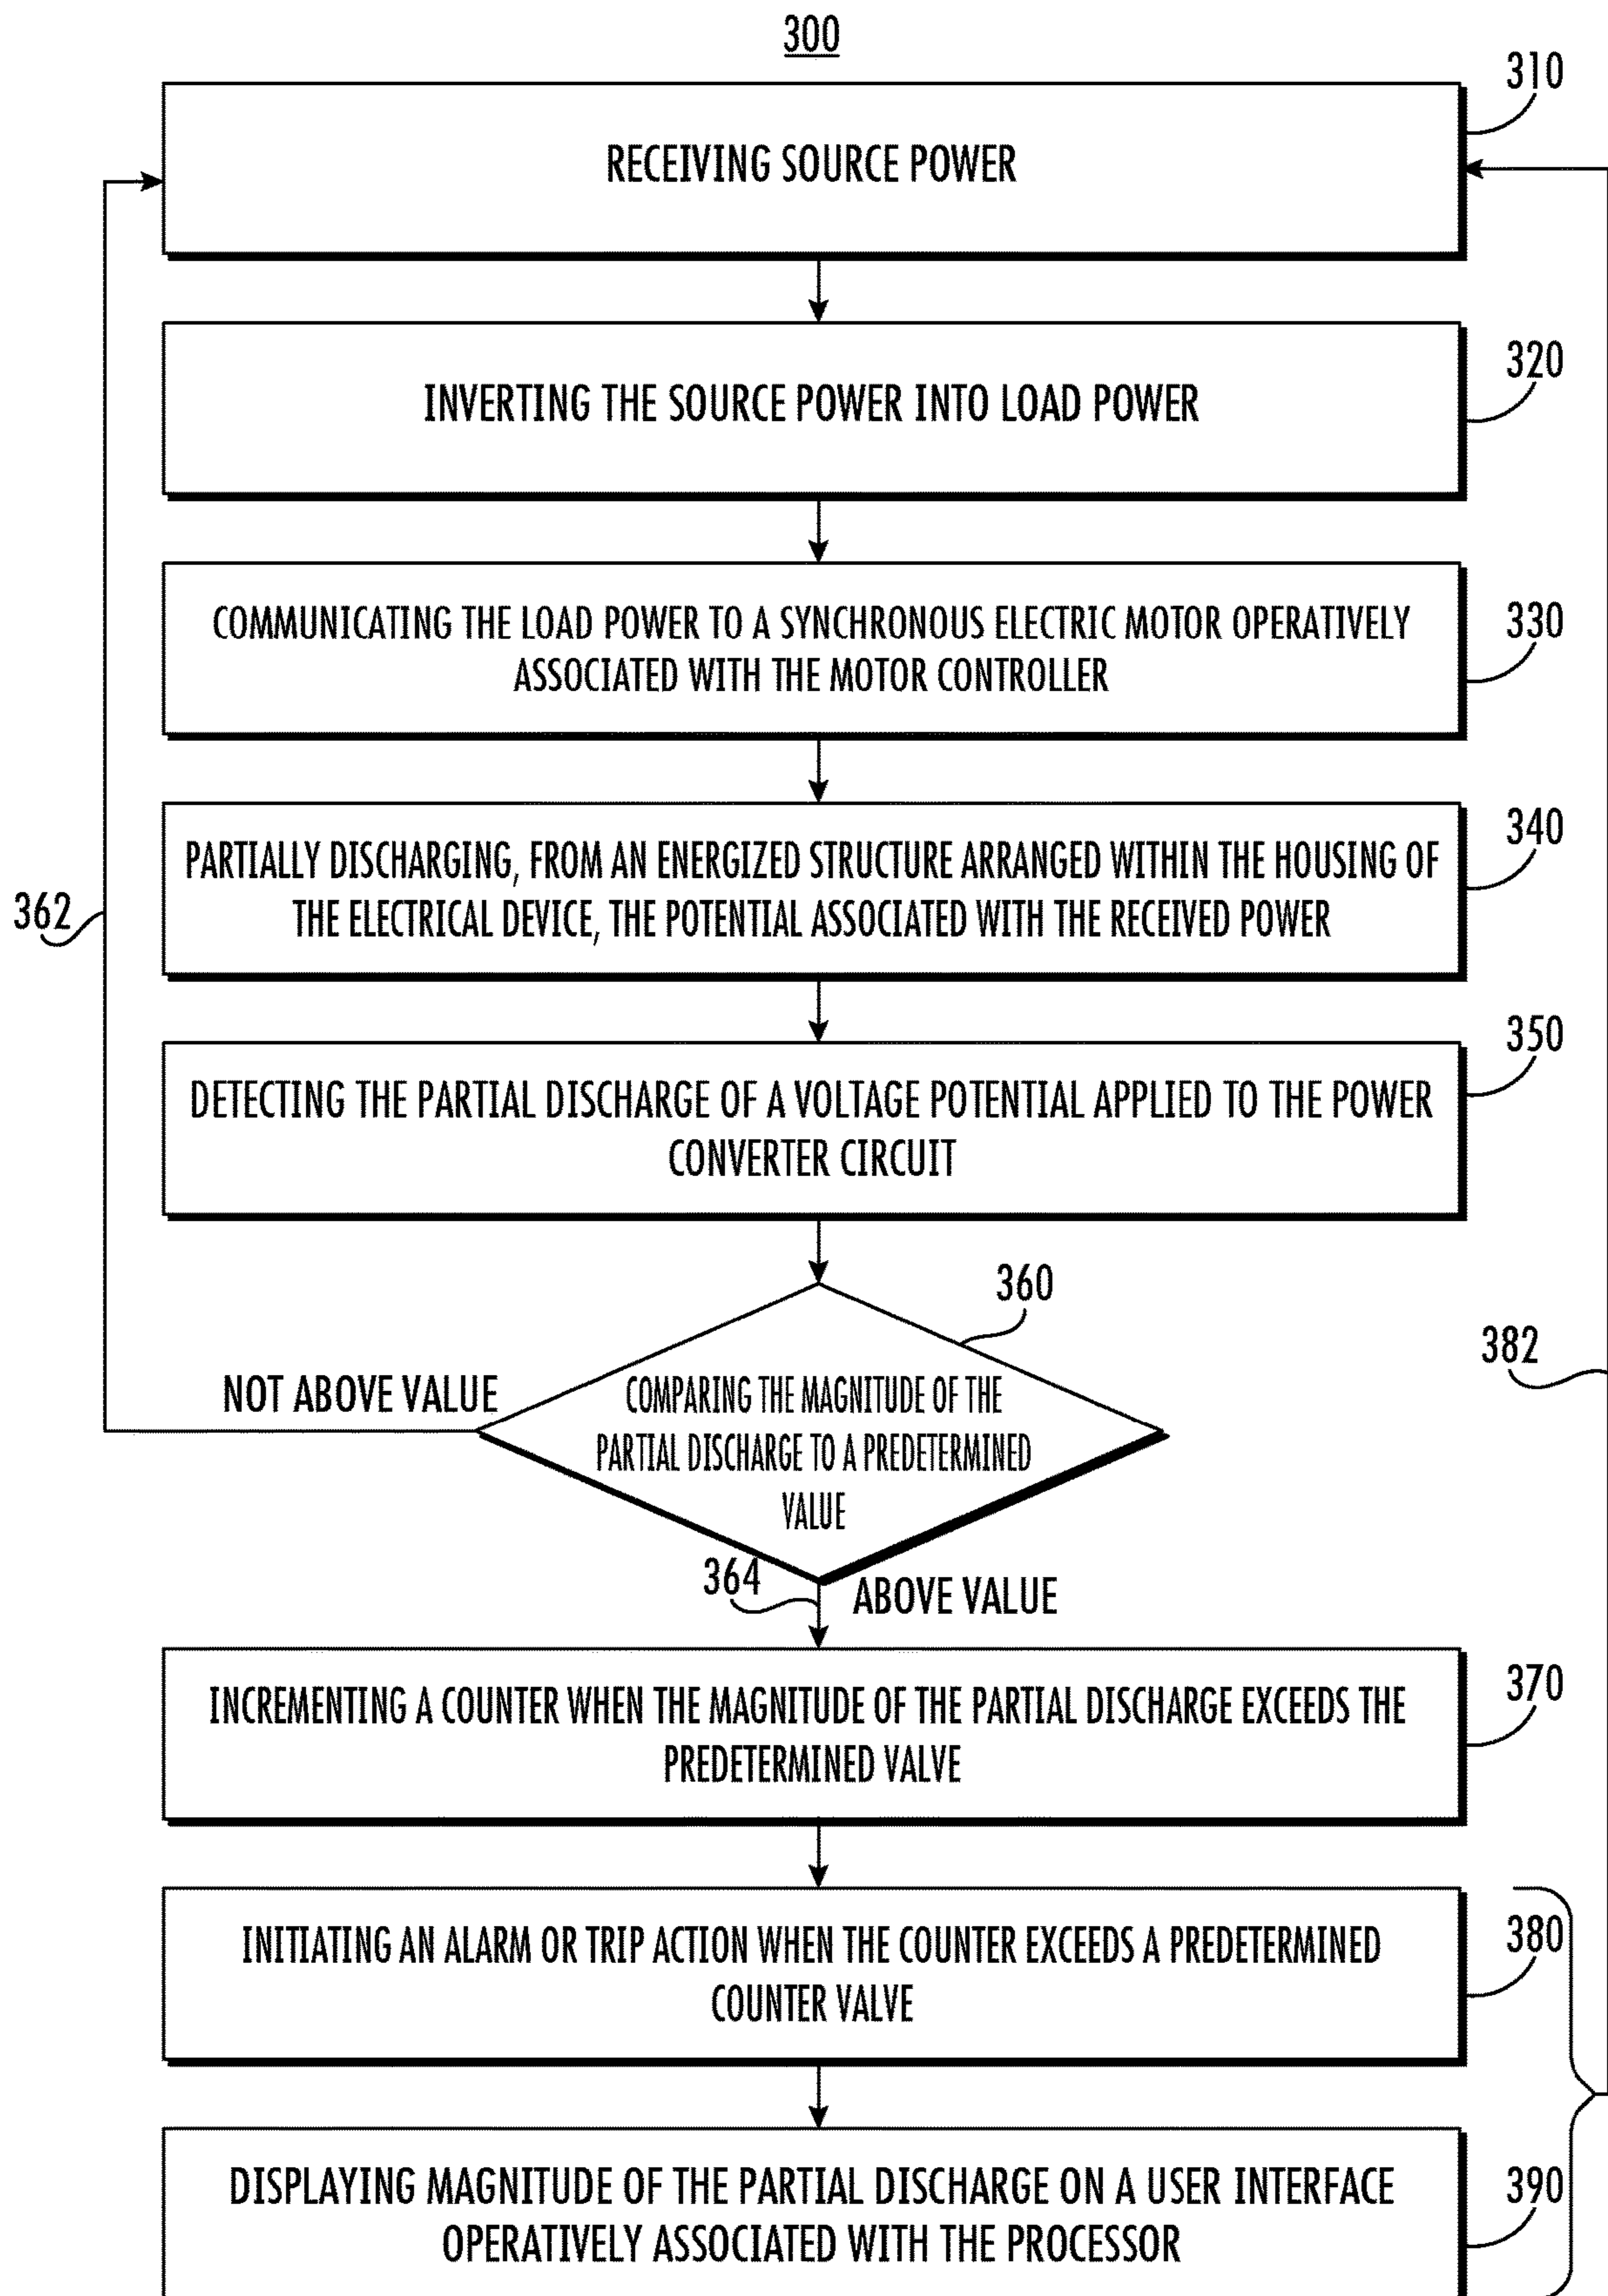 300
310
RECEIVING SOURCE POWER
320
INVERTING THE SOURCE POWER INTO LOAD POWER
330
COMMUNICATING THE LOAD POWER TO A SYNCHRONOUS ELECTRIC MOTOR OPERATIVELY
ASSOCIATED WITH THE MOTOR CONTROLLER
340
PARTIALLY DISCHARGING, FROM AN ENERGIZED STRUCTURE ARRANGED WITHIN THE HOUSING OF
THE ELECTRICAL DEVICE, THE POTENTIAL ASSOCIATED WITH THE RECEIVED POWER
362
350
DETECTING THE PARTIAL DISCHARGE OF A VOLTAGE POTENTIAL APPLIED TO THE POWER
CONVERTER CIRCUIT
360
382
NOT ABOVE VALUE
COMPARING THE MAGNITUDE OF THE
PARTIAL DISCHARGE TO A PREDETERMINED
VALUE
364
ABOVE VALUE
370
INCREMENTING A COUNTER WHEN THE MAGNITUDE OF THE PARTIAL DISCHARGE EXCEEDS THE
PREDETERMINED VALVE
380
INITIATING AN ALARM OR TRIP ACTION WHEN THE COUNTER EXCEEDS A PREDETERMINED
COUNTER VALVE
390
DISPLAYING MAGNITUDE OF THE PARTIAL DISCHARGE ON A USER INTERFACE
OPERATIVELY ASSOCIATED WITH THE PROCESSOR